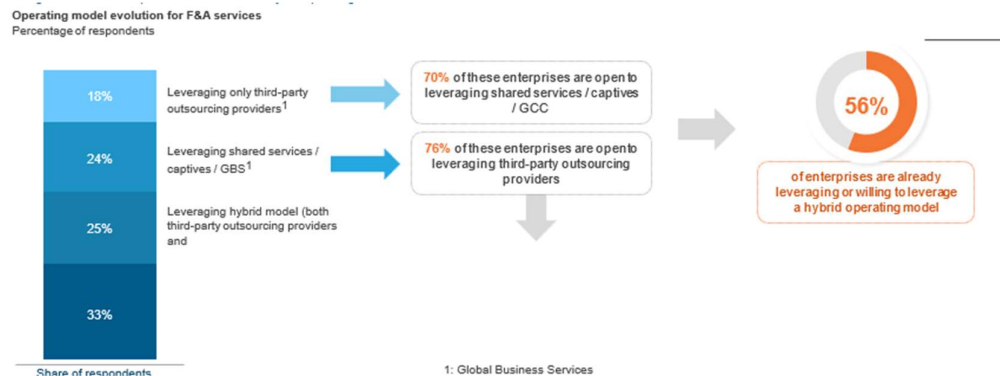 Operating model evolution for F&A services
Percentage of respondents
18%
Leveraging only third-party
outsourcing providers1
70% of these enterprises are open to
leveraging shared services / captives
/ GCC
24%
Leveraging shared services /
captives / GBS1
76% of these enterprises are open to
leveraging third-party outsourcing
providers
56%
of enterprises are already
leveraging or willing to leverage
a hybrid operating model
25%
Leveraging hybrid model (both
third-party outsourcing providers
and
33%
Share of respondents
1: Global Business Services